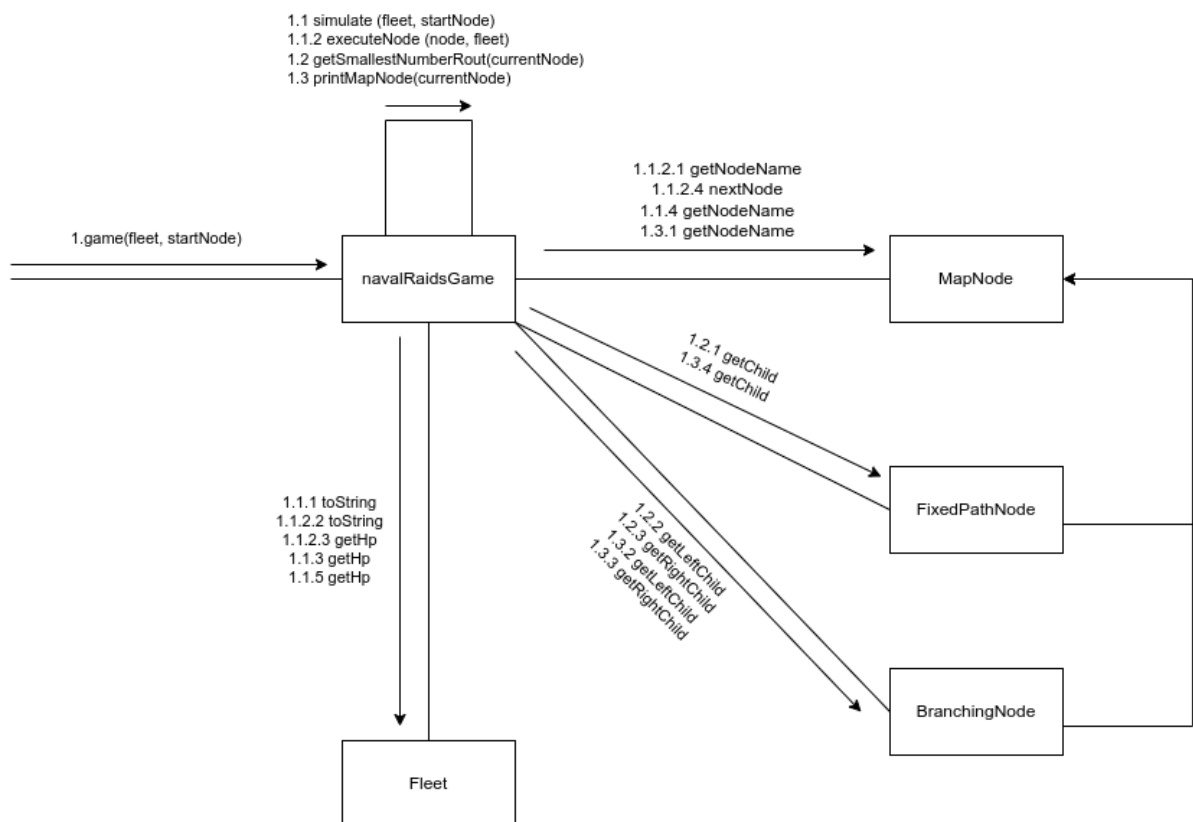 1.1 simulate (fleet, startNode)
1.1.2 executeNode (node, fleet)
1.2 getSmallestNumberRout(currentNode)
1.3 printMapNode(currentNode)
1.1.2.1 getNodeName
1.1.2.4 nextNode
1.1.4 getNodeName
1.3.1 getNodeName
1.game(fleet, startNode)
navalRaidsGame
MapNode
1.2.1 getChild
1.3.4 getChild
FixedPathNode
1.1.1 toString
1.1.2.2 toString
1.1.2.3 getHp
1.1.3 getHp
1.1.5 getHp
1.2.2 getLeftChild
1.2.3 getRightChild
1.3.2 getLeftChild
1.3.3 getRightChild
BranchingNode
Fleet